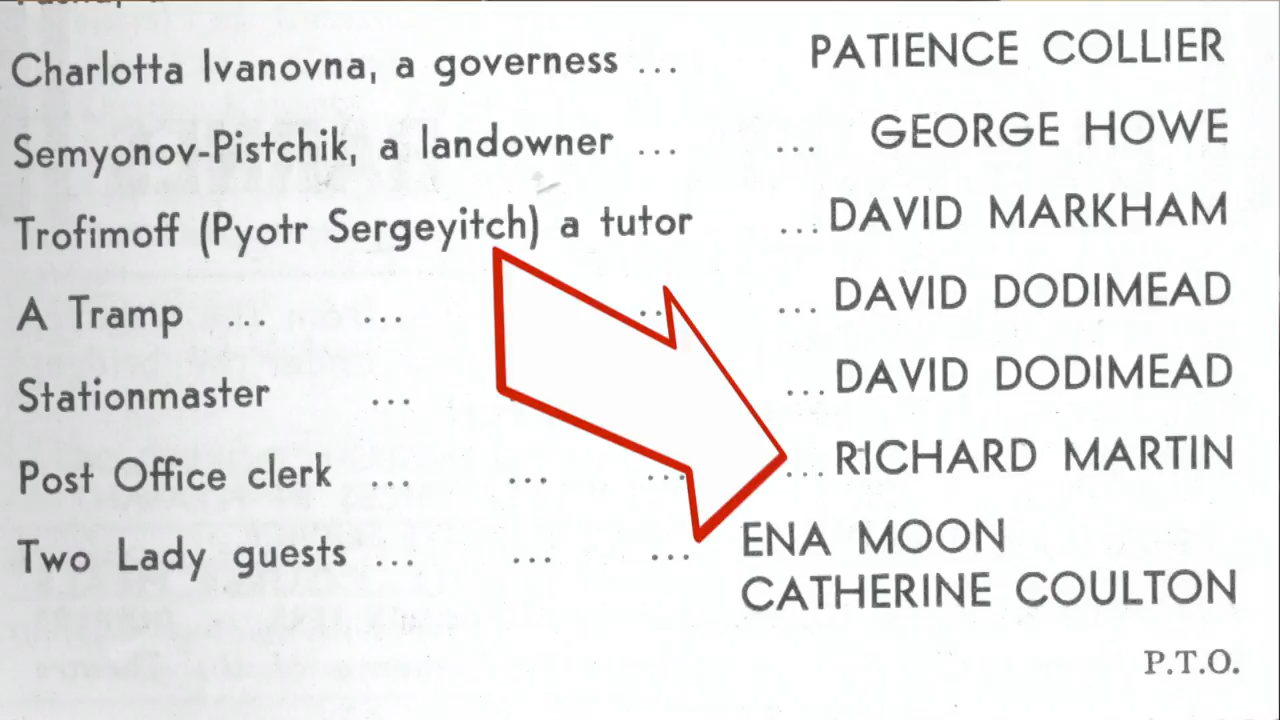 Charlotta Ivanovna, a governess ... PATIENCE COLLIER
Semyonov-Pistchik, a landowner ... ... GEORGE HOWE
Trofimoff (Pyotr Sergeyitch) a tutor ... DAVID MARKHAM
A Tramp ... ... .. ... DAVID DODIMEAD
Stationmaster ... ... DAVID DODIMEAD
Post Office clerk ... ... ... ... RICHARD MARTIN
Two Lady guests ... ... ... ENA MOON
CATHERINE COULTON
P.T.O.